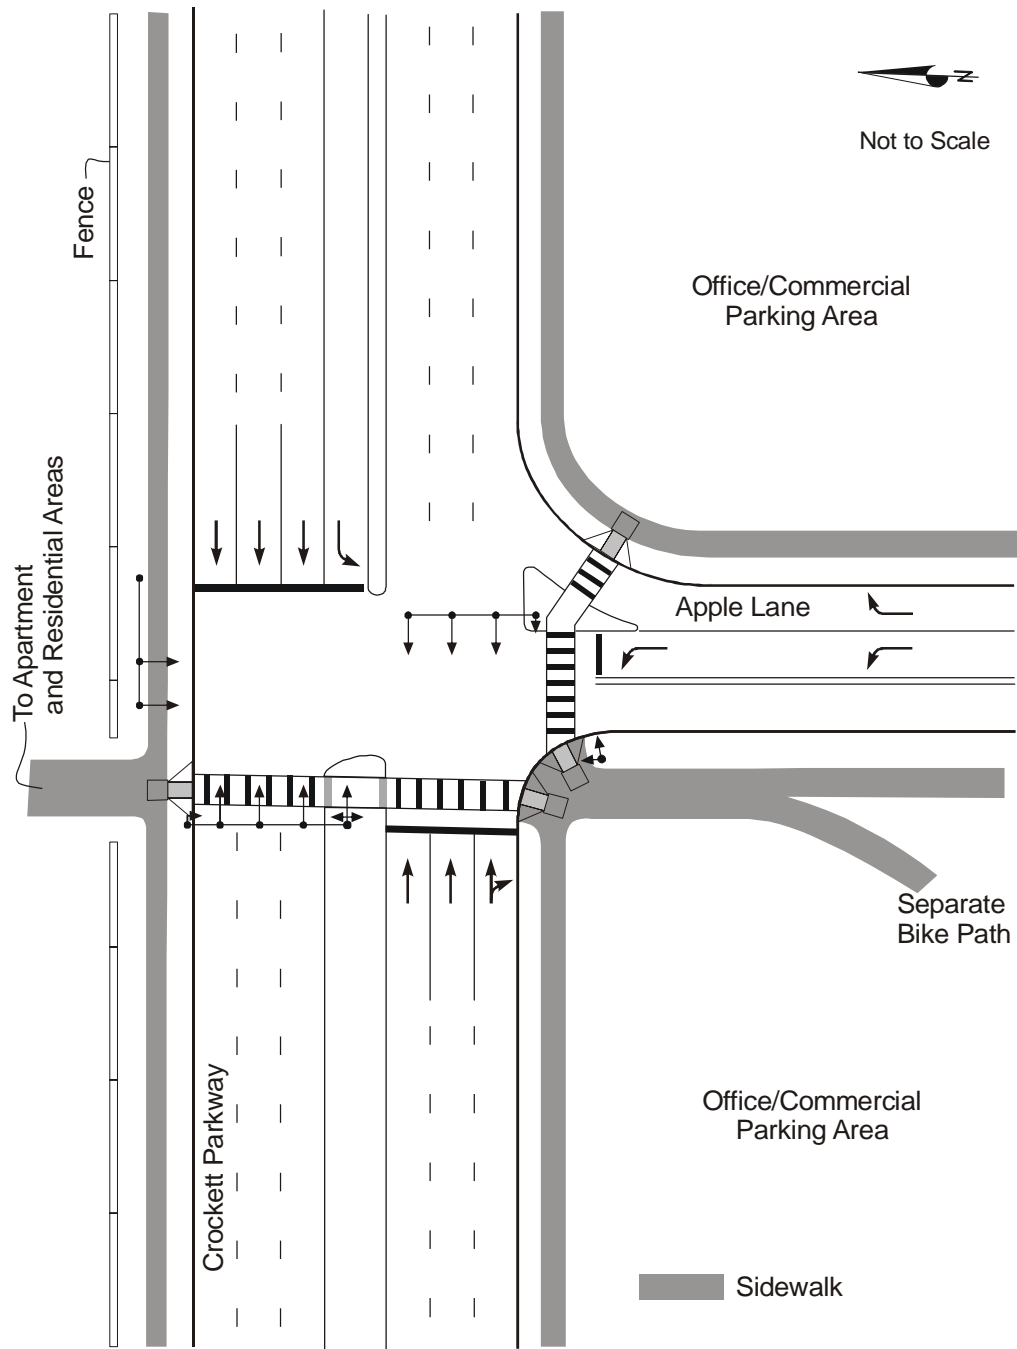 N
Not to Scale
Fence
Office/Commercial
Parking Area
To Apartment
and Residential Areas
Apple Lane
Separate
Bike Path
Crockett Parkway
Office/Commercial
Parking Area
Sidewalk